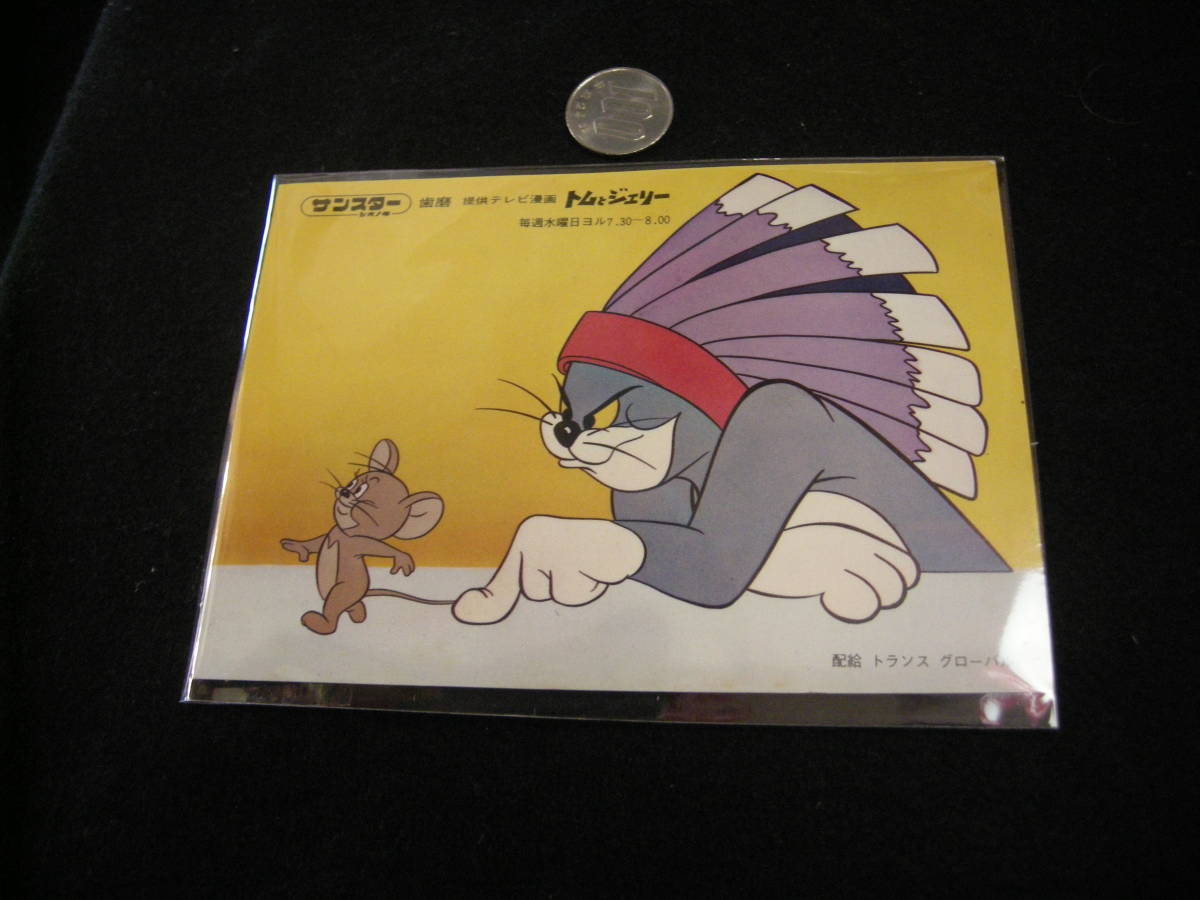 100
サンスター 歯磨 提供テレビ漫画 トムとジェリー
毎週水曜日ヨル7.30―8.00
配給 トランス グローバル